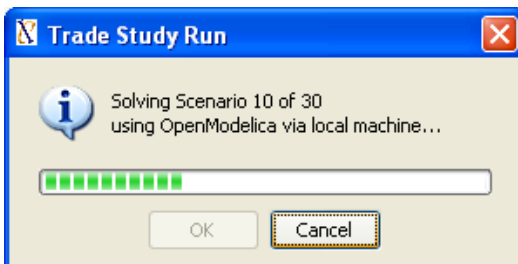 Trade Study Run
Solving Scenario 10 of 30
using OpenModelica via local machine...
OK
Cancel